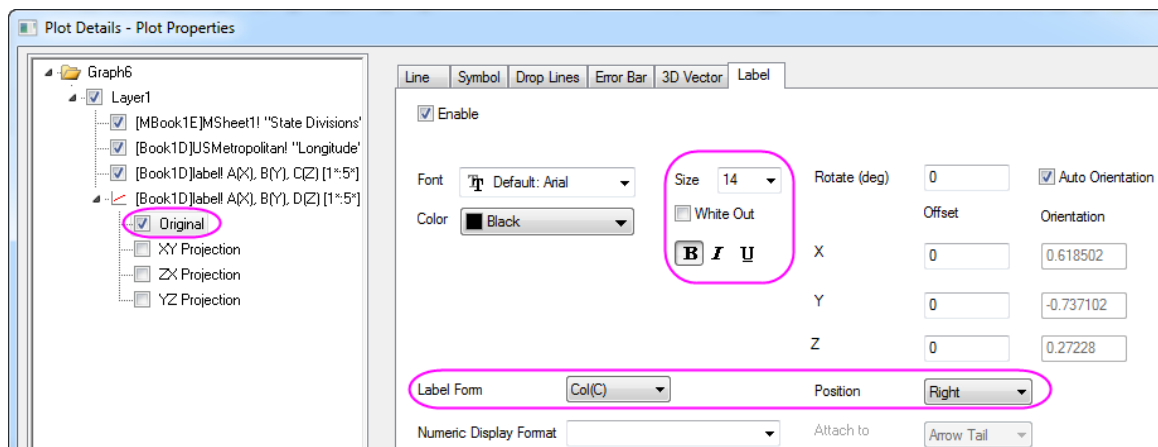 Plot Details - Plot Properties
Graph6
Layer1
[MBook1E]MSheet1! "State Divisions"
[Book1D]USMetropolitan! "Longitude"
[Book1D]label! A(X), B(Y), C(Z) [1*:5*]
[Book1D]label! A(X), B(Y), D(Z) [1*:5*]
Original
XY Projection
ZX Projection
YZ Projection
Line Symbol Drop Lines Error Bar 3D Vector Label
Enable
Font Default: Arial Size 14 Rotate (deg) 0 Auto Orientation
Color Black White Out Offset Orientation
B I U X 0 0.618502
Y 0 -0.737102
Z 0 0.27228
Label Form Col(C) Position Right
Numeric Display Format Attach to Arrow Tail